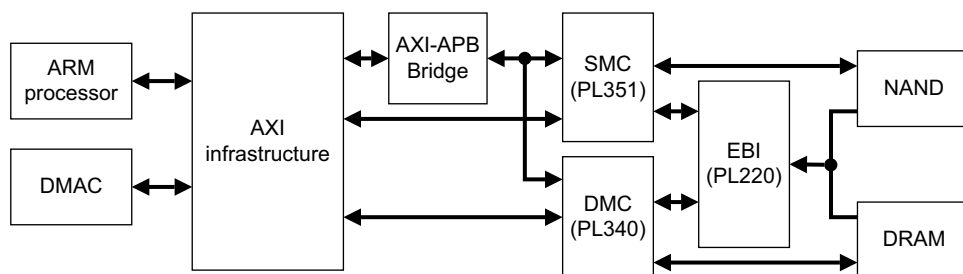 ARM
processor
DMAC
AXI
infrastructure
AXI-APB
Bridge
SMC
(PL351)
DMC
(PL340)
EBI
(PL220)
NAND
DRAM